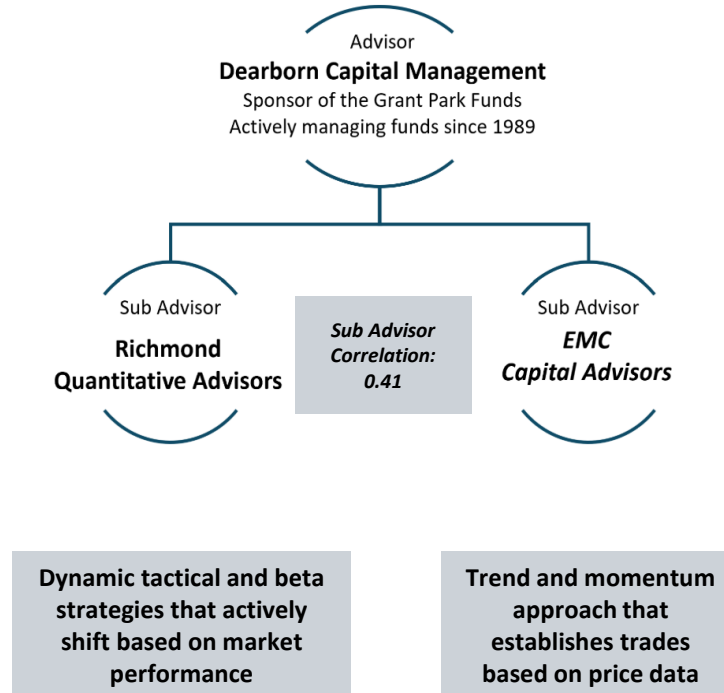 Advisor
Dearborn Capital Management
Sponsor of the Grant Park Funds
Actively managing funds since 1989
Sub Advisor
Richmond
Quantitative Advisors
Sub Advisor
Correlation:
0.41
Sub Advisor
EMC
Capital Advisors
Dynamic tactical and beta
strategies that actively
shift based on market
performance
Trend and momentum
approach that
establishes trades
based on price data